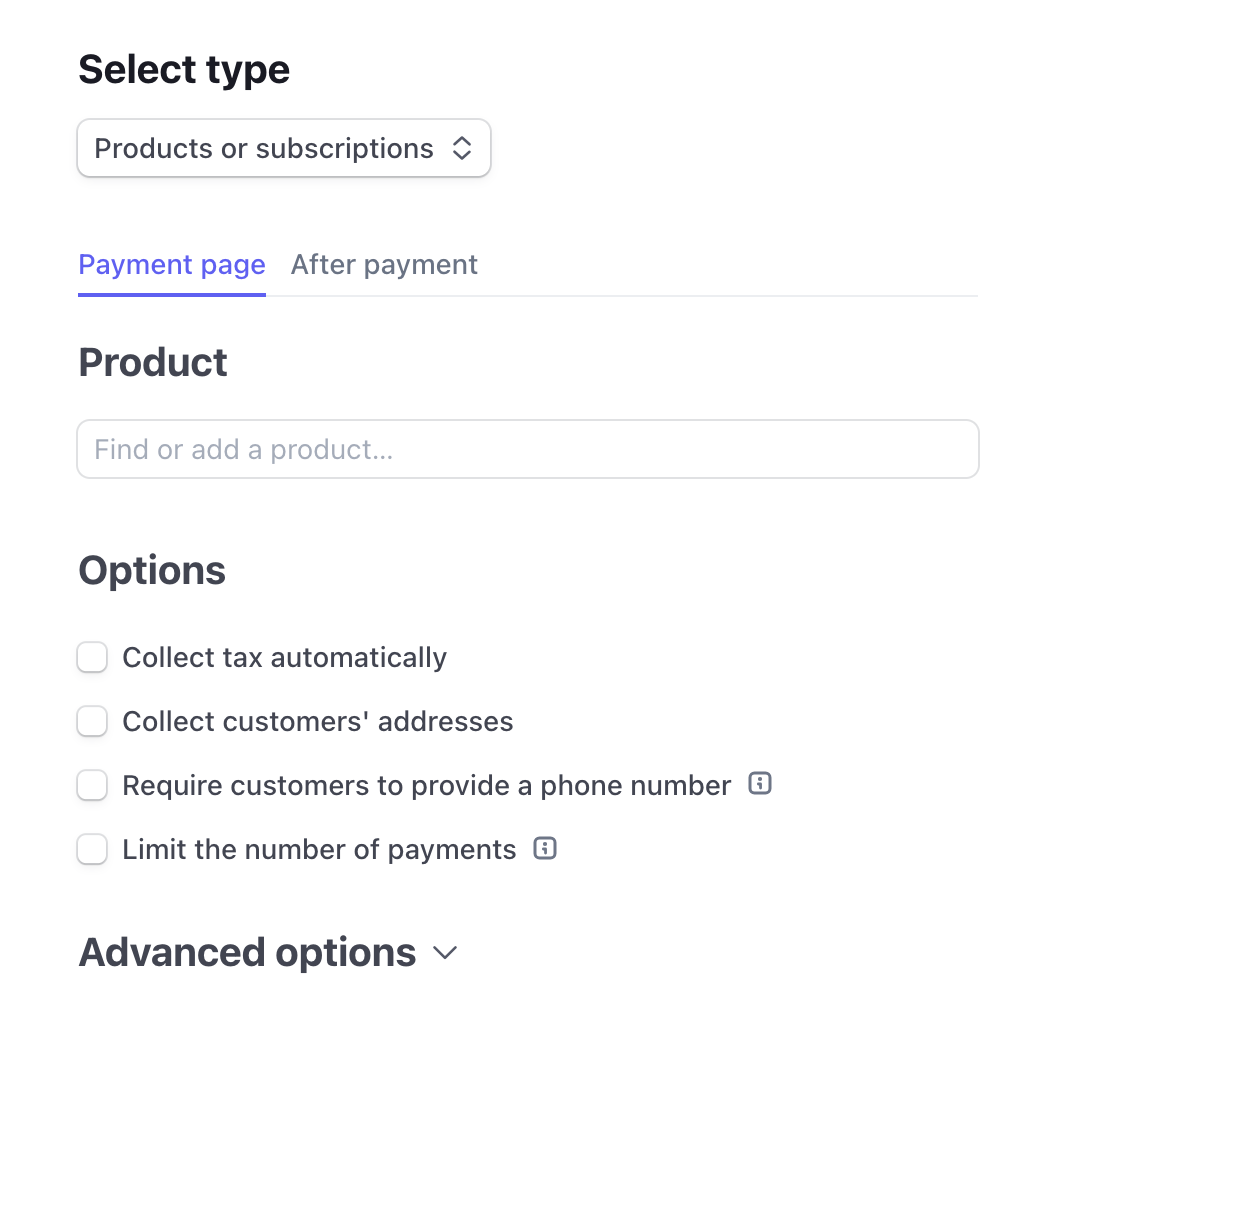 Select type
Products or subscriptions
Payment page After payment
Product
Find or add a product...
Options
Collect tax automatically
Collect customers' addresses
Require customers to provide a phone number
Limit the number of payments
Advanced options